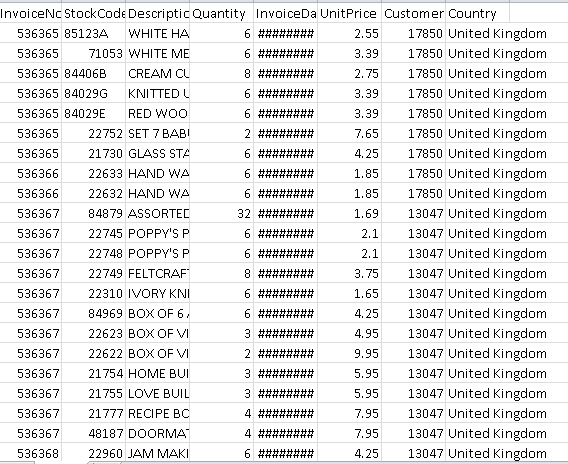 InvoiceNo StockCode Descriptic Quantity InvoiceDa UnitPrice Customer Country
536365 85123A WHITE HA 6 ######## 2.55 17850 United Kingdom
536365 71053 WHITE ME 6 ######## 3.39 17850 United Kingdom
536365 84406B CREAM CU 8 ######## 2.75 17850 United Kingdom
536365 84029G KNITTED U 6 ######## 3.39 17850 United Kingdom
536365 84029E RED WOO 6 ######## 3.39 17850 United Kingdom
536365 22752 SET 7 BABU 2 ######## 7.65 17850 United Kingdom
536365 21730 GLASS STA 6 ######## 4.25 17850 United Kingdom
536366 22633 HAND WA 6 ######## 1.85 17850 United Kingdom
536366 22632 HAND WA 6 ######## 1.85 17850 United Kingdom
536367 84879 ASSORTED 32 ######## 1.69 13047 United Kingdom
536367 22745 POPPY'S P 6 ######## 2.1 13047 United Kingdom
536367 22748 POPPY'S P 6 ######## 2.1 13047 United Kingdom
536367 22749 FELTCRAF 8 ######## 3.75 13047 United Kingdom
536367 22310 IVORY KNI 6 ######## 1.65 13047 United Kingdom
536367 84969 BOX OF 6 A 6 ######## 4.25 13047 United Kingdom
536367 22623 BOX OF VI 3 ######## 4.95 13047 United Kingdom
536367 22622 BOX OF VI 2 ######## 9.95 13047 United Kingdom
536367 21754 HOME BUI 3 ######## 5.95 13047 United Kingdom
536367 21755 LOVE BUIL 3 ######## 5.95 13047 United Kingdom
536367 21777 RECIPE BO 4 ######## 7.95 13047 United Kingdom
536367 48187 DOORMAT 4 ######## 7.95 13047 United Kingdom
536368 22960 JAM MAKI 6 ######## 4.25 13047 United Kingdom